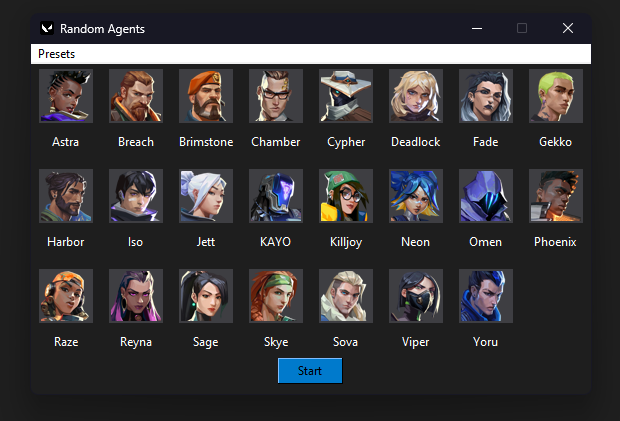 Random Agents
Presets
Astra Breach Brimstone Chamber Cypher Deadlock Fade Gekko
Harbor Iso Jett KAYO Killjoy Neon Omen Phoenix
Raze Reyna Sage Skye Sova Viper Yoru
Start